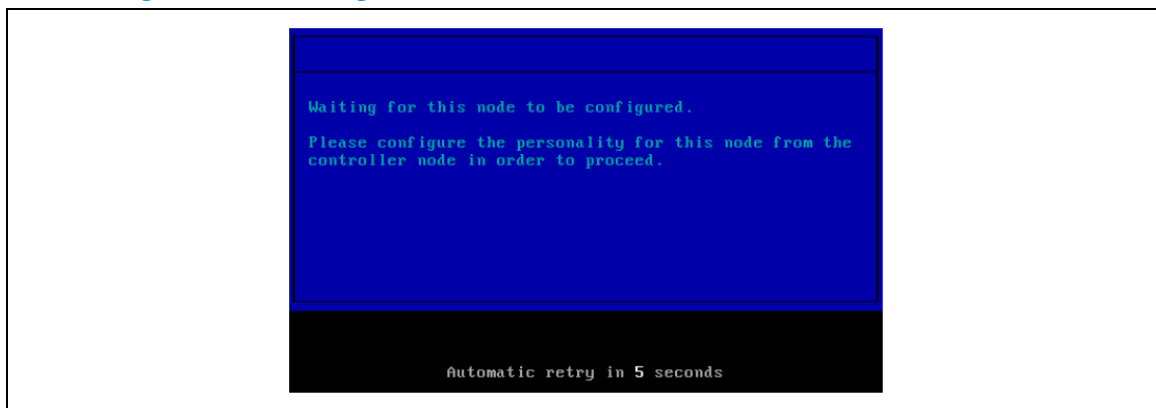 Waiting for this node to be configured.
Please configure the personality for this node from the
controller node in order to proceed.
Automatic retry in 5 seconds